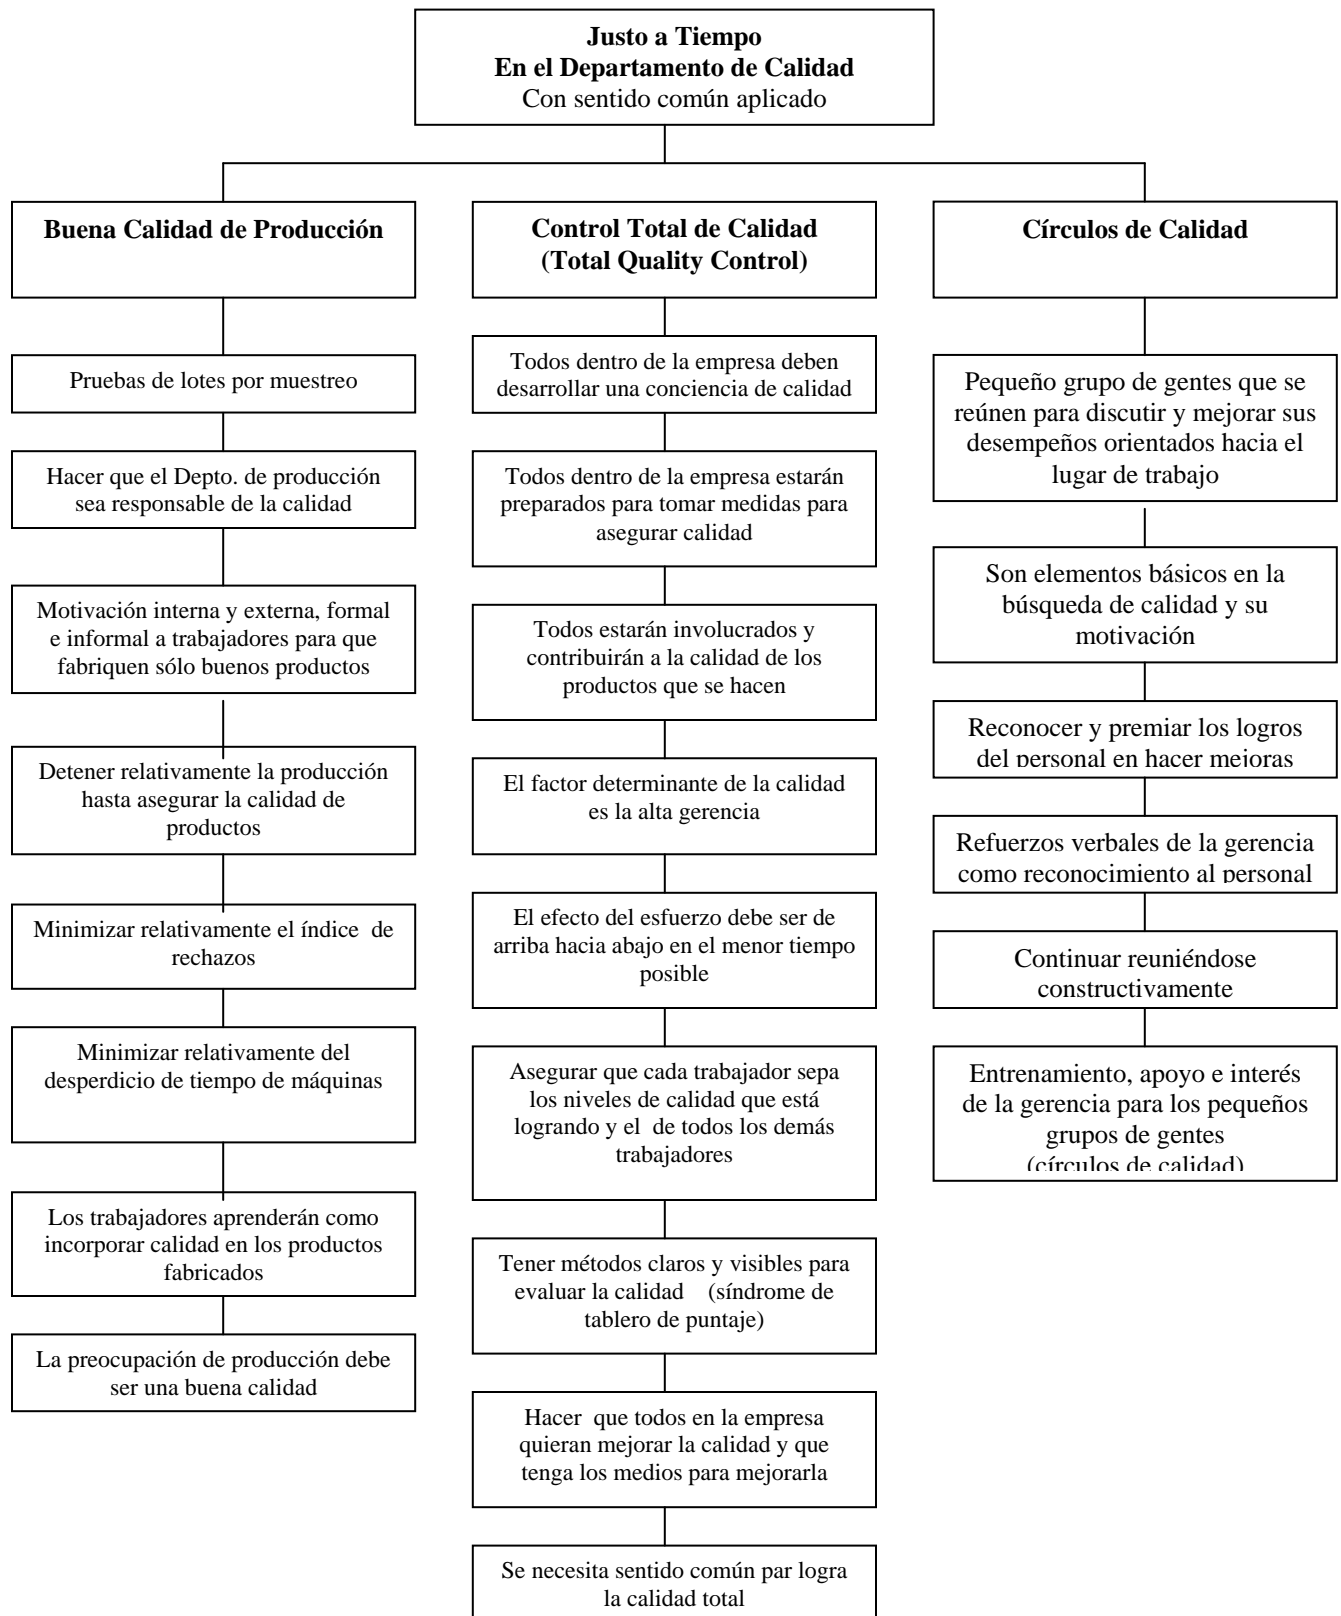 Justo a Tiempo
En el Departamento de Calidad
Con sentido común aplicado
Buena Calidad de Producción
Pruebas de lotes por muestreo
Hacer que el Depto. de producción
sea responsable de la calidad
Motivación interna y externa, formal
e informal a trabajadores para que
fabriquen sólo buenos productos
Detener relativamente la producción
hasta asegurar la calidad de
productos
Minimizar relativamente el índice de
rechazos
Minimizar relativamente del
desperdicio de tiempo de máquinas
Los trabajadores aprenderán como
incorporar calidad en los productos
fabricados
La preocupación de producción debe
ser una buena calidad
Control Total de Calidad
(Total Quality Control)
Todos dentro de la empresa deben
desarrollar una conciencia de calidad
Todos dentro de la empresa estarán
preparados para tomar medidas para
asegurar calidad
Todos estarán involucrados y
contribuirán a la calidad de los
productos que se hacen
El factor determinante de la calidad
es la alta gerencia
El efecto del esfuerzo debe ser de
arriba hacia abajo en el menor tiempo
posible
Asegurar que cada trabajador sepa
los niveles de calidad que está
logrando y el de todos los demás
trabajadores
Tener métodos claros y visibles para
evaluar la calidad (síndrome de
tablero de puntaje)
Hacer que todos en la empresa
quieran mejorar la calidad y que
tenga los medios para mejorarla
Se necesita sentido común par logra
la calidad total
Círculos de Calidad
Pequeño grupo de gentes que se
reúnen para discutir y mejorar sus
desempeños orientados hacia el
lugar de trabajo
Son elementos básicos en la
búsqueda de calidad y su
motivación
Reconocer y premiar los logros
del personal en hacer mejoras
Refuerzos verbales de la gerencia
como reconocimiento al personal
Continuar reuniéndose
constructivamente
Entrenamiento, apoyo e interés
de la gerencia para los pequeños
grupos de gentes
(círculos de calidad)